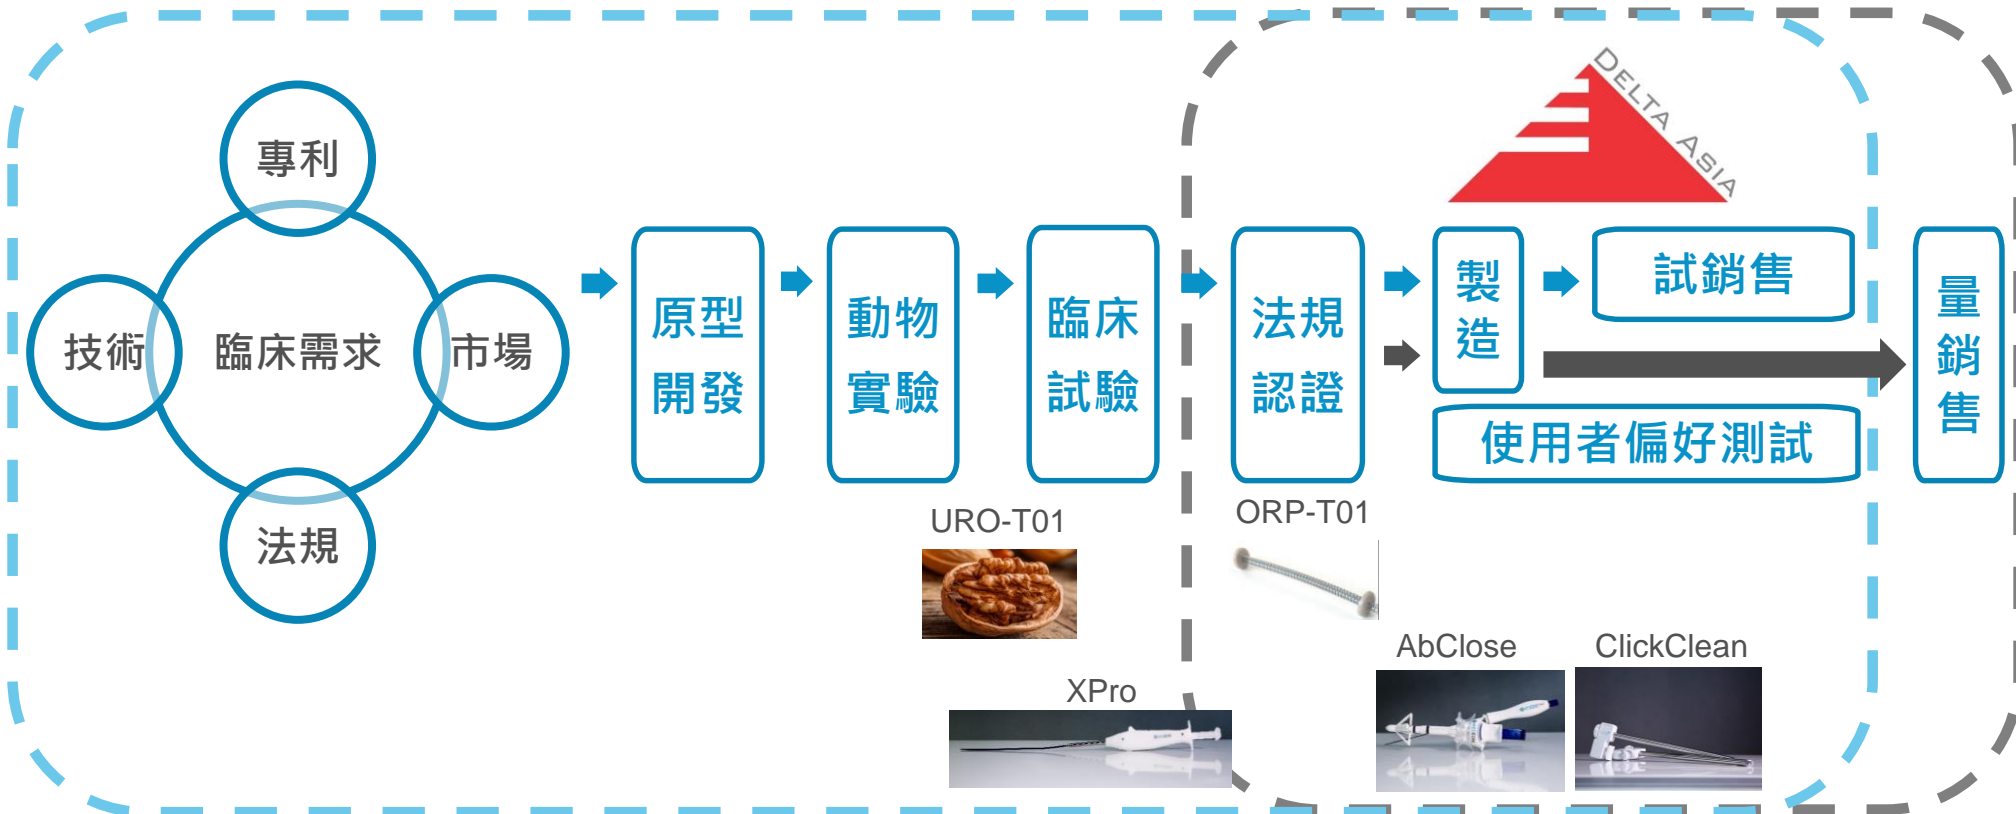 DELTA ASIA
專利
技術
臨床需求
市場
法規
原型
開發
動物
實驗
臨床
試驗
法規
認證
製
造
試銷售
使用者偏好測試
量
銷
售
URO-T01
ORP-T01
XPro
AbClose
ClickClean